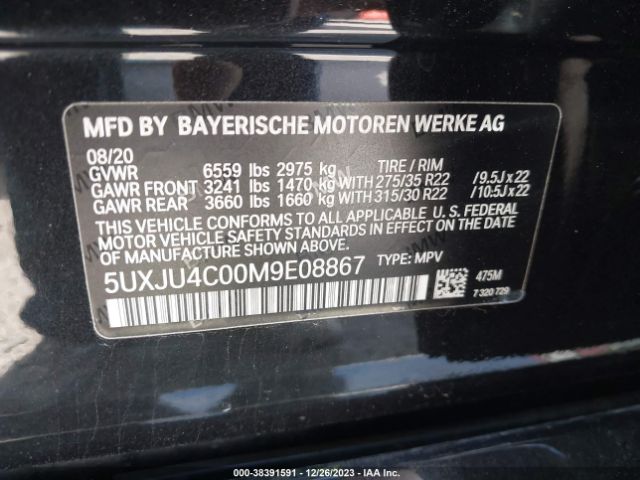 MFD BY BAYERISCHE MOTOREN WERKE AG
08/20
GVWR 6559 lbs 2975 kg TIRE / RIM
GAWR FRONT 3241 lbs 1470 kg WITH 275/35 R22 /9.5Jx22
GAWR REAR 3660 lbs 1660 kg WITH 315/30 R22 /10.5Jx22
THIS VEHICLE CONFORMS TO ALL APPLICABLE U.S. FEDERAL
MOTOR VEHICLE SAFETY STANDARDS IN EFFECT ON THE DATE
OF MANUFACTURE SHOWN ABOVE.
5UXJU4C00M9E08867 TYPE: MPV
475M
7 320 729
000-38391591 - 12/26/2023 - IAA Inc.